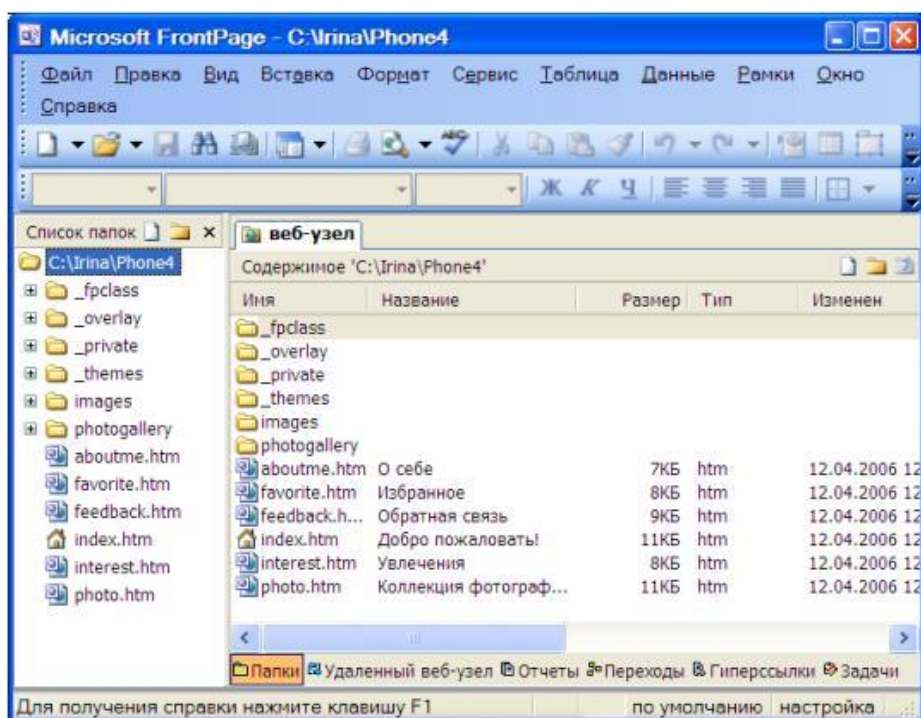 Microsoft FrontPage - C:\Irina\Phone4
Файл Правка Вид Вставка Формат Сервис Таблица Данные Рамки Окно
Справка
Ж К Ч
Список папок
веб-узел
C:\Irina\Phone4
Содержимое 'C:\Irina\Phone4'
Имя Название Размер Тип Изменен
_fpclass
_overlay
_private
_themes
images
photogallery
aboutme.htm
favorite.htm
feedback.htm
index.htm
interest.htm
photo.htm
_fpclass
_overlay
_private
_themes
images
photogallery
aboutme.htm О себе 7КБ htm 12.04.2006 12
favorite.htm Избранное 8КБ htm 12.04.2006 12
feedback.h... Обратная связь 9КБ htm 12.04.2006 12
index.htm Добро пожаловать! 11КБ htm 12.04.2006 12
interest.htm Увлечения 8КБ htm 12.04.2006 12
photo.htm Коллекция фотограф... 11КБ htm 12.04.2006 12
Папки Удаленный веб-узел Отчеты Переходы Гиперссылки Задачи
Для получения справки нажмите клавишу F1 по умолчанию настройка